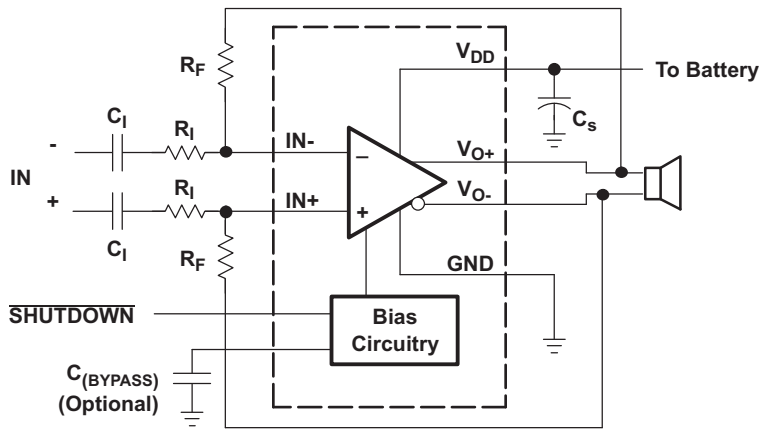 V_DD
R_F
To Battery
C_I
C_s
R_I
-
IN-
–
V_O+
IN
R_I
V_O-
+
IN+
+
C_I
R_F
GND
SHUTDOWN
Bias
Circuitry
C_(BYPASS)
(Optional)